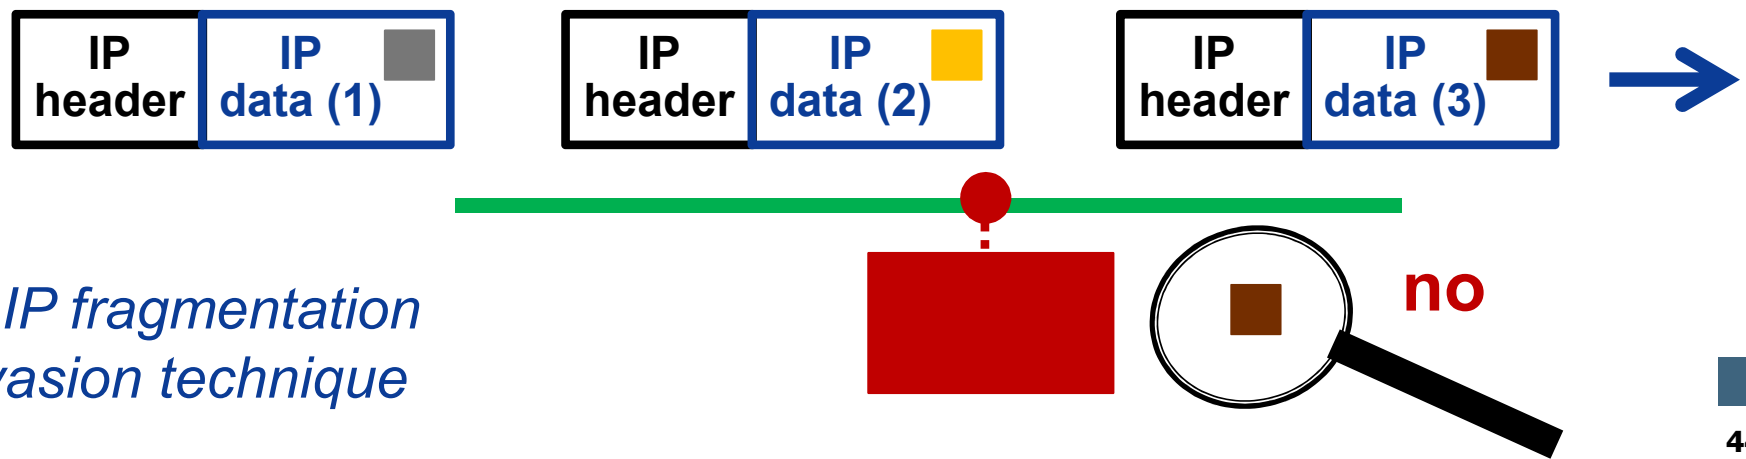 IP header
IP data (1)
IP header
IP data (2)
IP header
IP data (3)
no
IP fragmentation
vasion technique